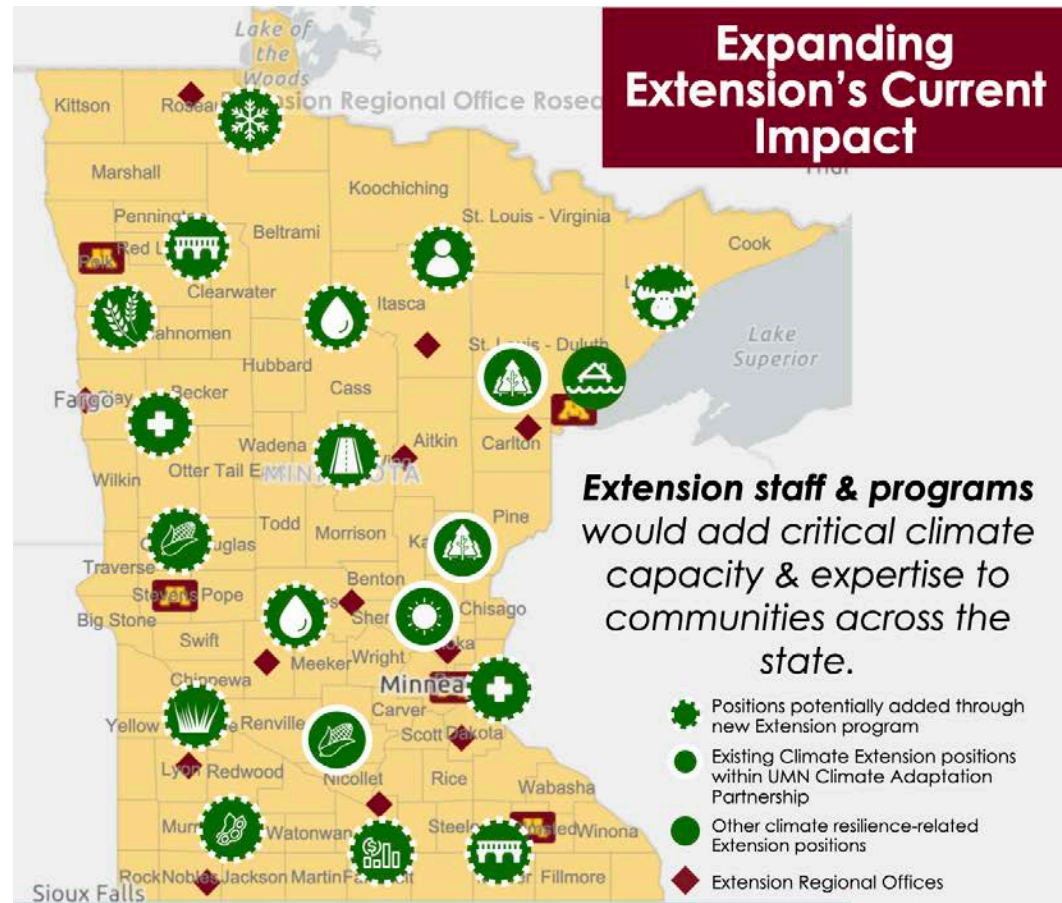 Expanding
Extension's Current
Impact
Lake of
the
Woods
Kittson
Extension Regional Office
Marshall
Koochiching
St. Louis - Virginia
Cook
Beltrami
Clearwater
Itasca
Lake
Superior
Hubbard
St. Louis - Duluth
Cass
Becker
Fargo
Wadena
Aitkin
Carlton
Wilkin
Otter Tail
MINNESOTA
Extension staff & programs
would add critical climate
capacity & expertise to
communities across the
state.
Pine
Todd
Morrison
Traverse
Benton
Stevens
Pope
Big Stone
Chisago
Swift
Meeker
Wright
Chippewa
Minnea
Carver
Yellow
Renville
Scott
Dakota
Lyon
Redwood
Nicollet
Rice
Wabasha
Watonwan
Steele
Winona
Rock
Nobles
Jackson
Martin
Fillmore
Sioux Falls
Positions potentially added through
new Extension program
Existing Climate Extension positions
within UMN Climate Adaptation
Partnership
Other climate resilience-related
Extension positions
Extension Regional Offices